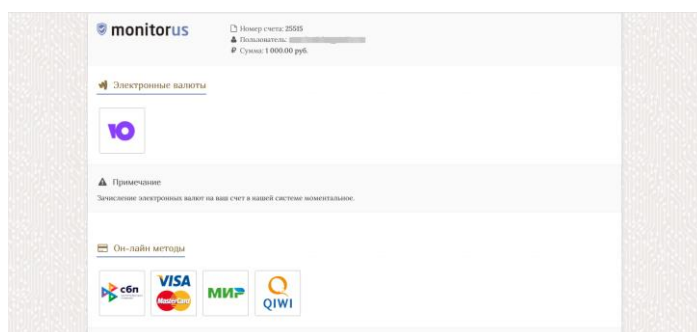 monitorus
Номер счета: 25515
Пользователь:
Сумма: 1 000.00 руб.
Электронные валюты
Ю
Примечание
Зачисление электронных валют на ваш счет в нашей системе моментальное.
Он-лайн методы
сбп
VISA
MasterCard
МИР
QIWI